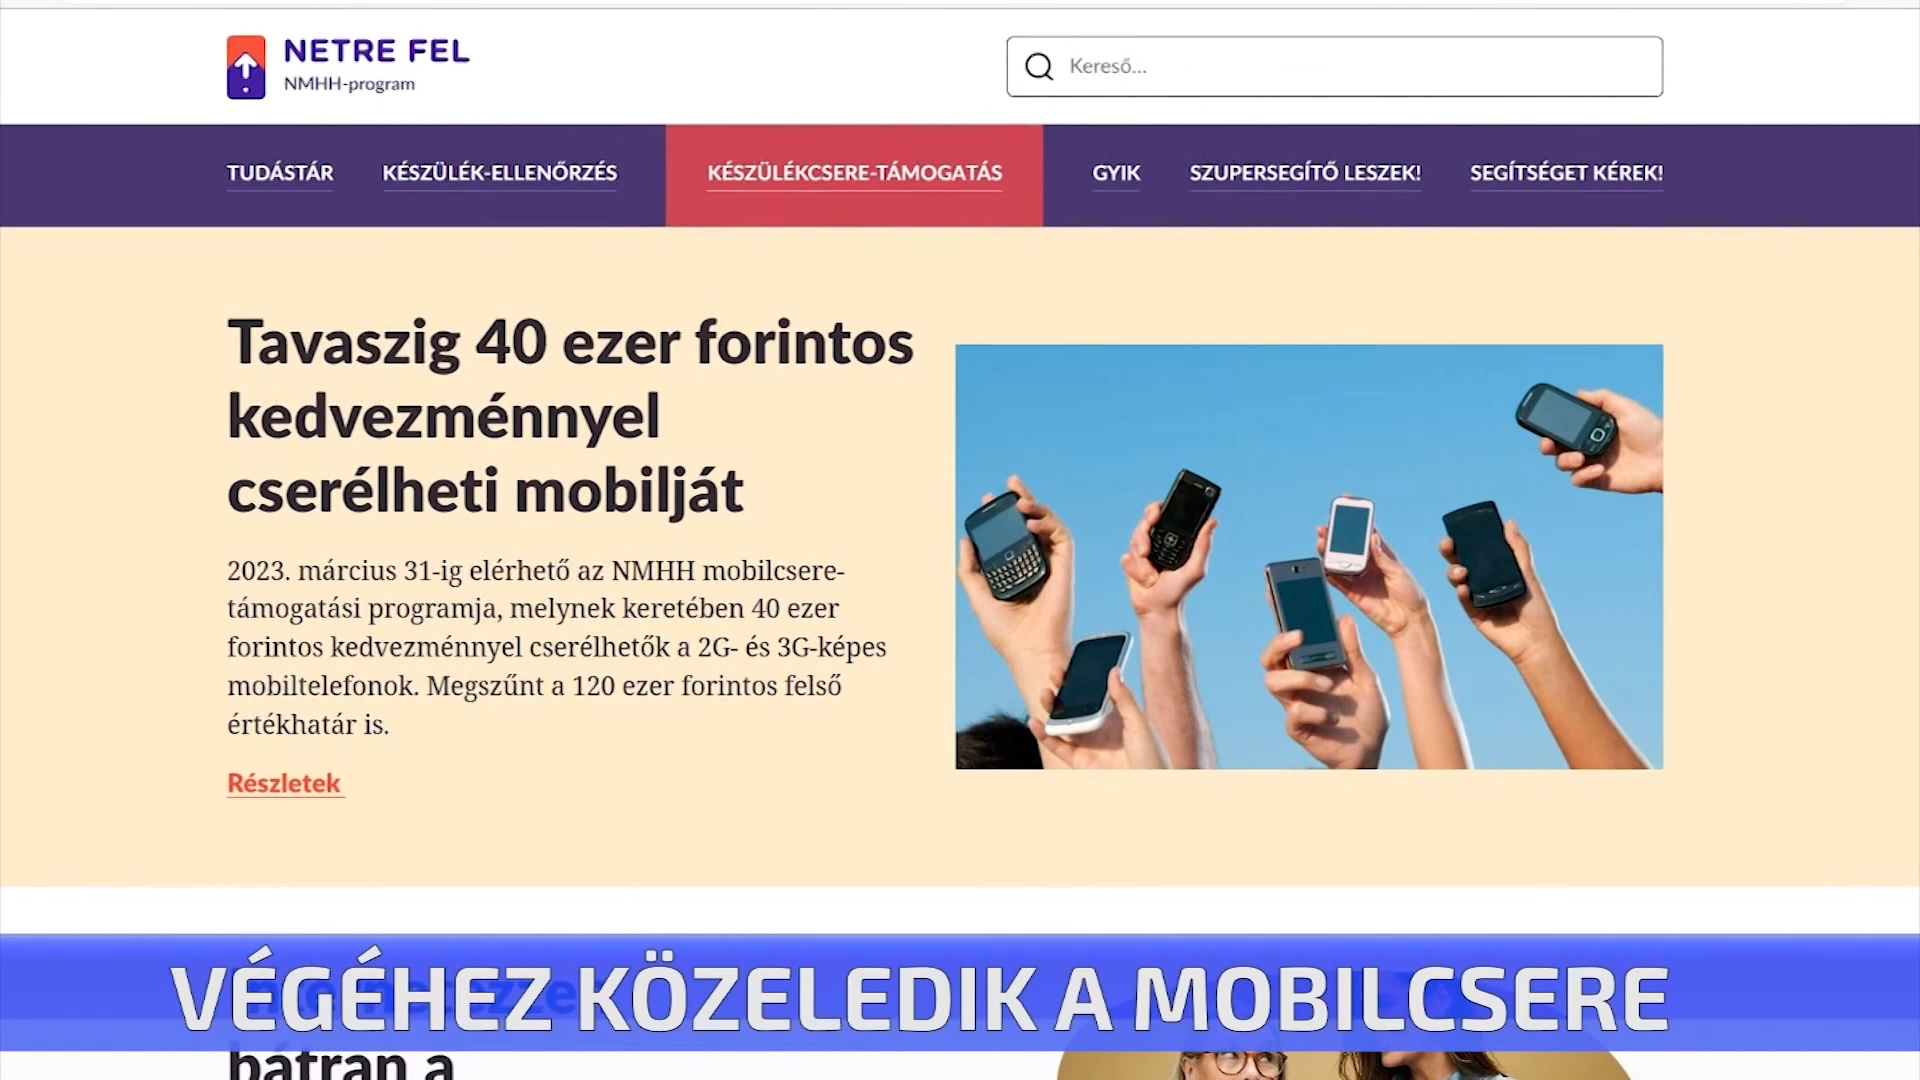 NETRE FEL
NMHH-program
Kereső...
TUDÁSTÁR
KÉSZÜLÉK-ELLENŐRZÉS
KÉSZÜLÉKCSERE-TÁMOGATÁS
GYIK
SZUPERSEGÍTŐ LESZEK!
SEGÍTSÉGET KÉREK!
Tavaszig 40 ezer forintos
kedvezménnyel
cserélheti mobilját
2023. március 31-ig elérhető az NMHH mobilcsere-
támogatási programja, melynek keretében 40 ezer
forintos kedvezménnyel cserélhetők a 2G- és 3G-képes
mobiltelefonok. Megszűnt a 120 ezer forintos felső
értékhatár is.
Részletek
VÉGÉHEZ KÖZELEDIK A MOBILCSERE
bátran a